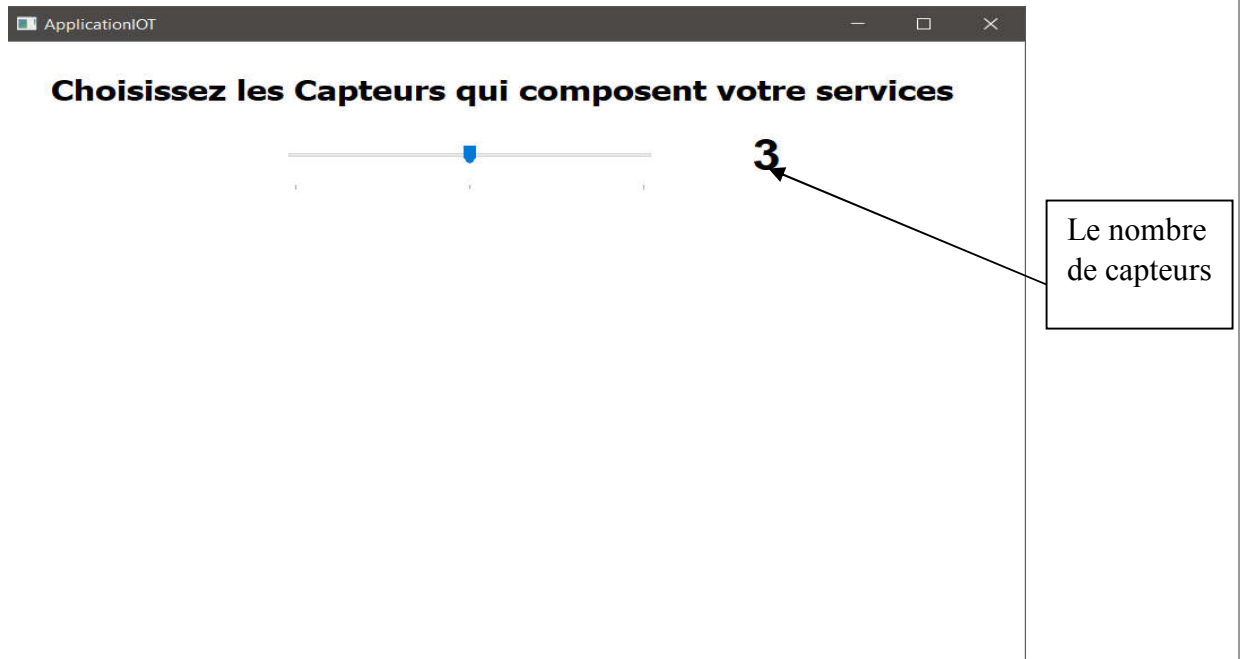 ApplicationIOT
Choisissez les Capteurs qui composent votre services
3
Le nombre
de capteurs